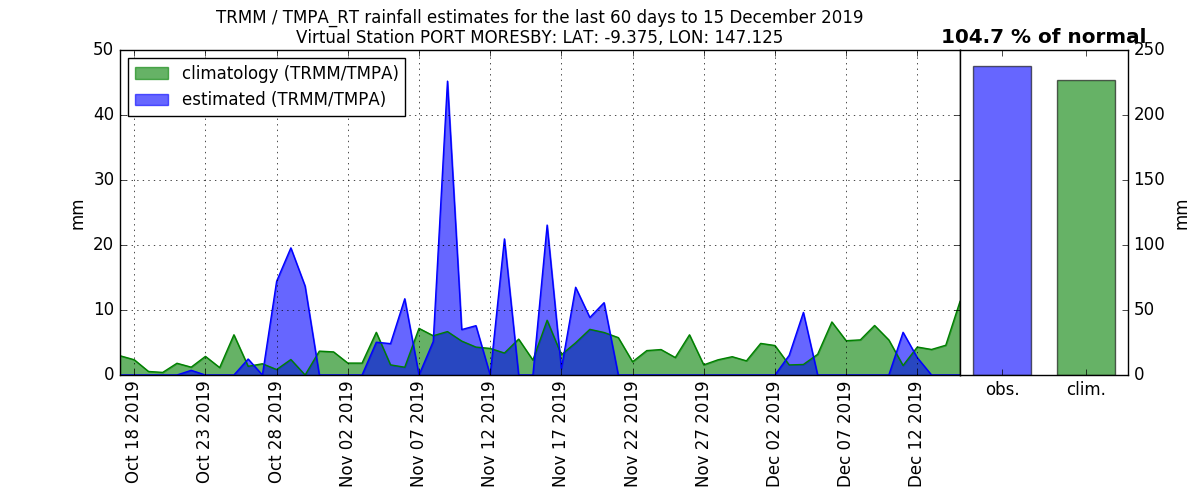 TRMM / TMPA_RT rainfall estimates for the last 60 days to 15 December 2019
Virtual Station PORT MORESBY: LAT: -9.375, LON: 147.125
104.7 % of normal
climatology (TRMM/TMPA)
estimated (TRMM/TMPA)
50
40
30
20
10
0
mm
250
200
150
100
50
0
mm
Oct 18 2019
Oct 23 2019
Oct 28 2019
Nov 02 2019
Nov 07 2019
Nov 12 2019
Nov 17 2019
Nov 22 2019
Nov 27 2019
Dec 02 2019
Dec 07 2019
Dec 12 2019
obs.
clim.